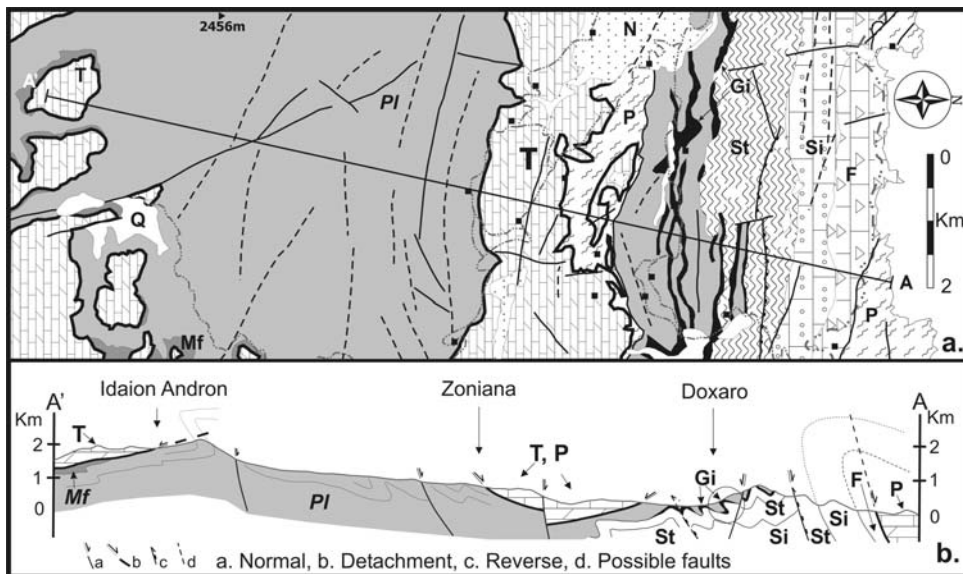 2456m
N
T
A'
Pl
P
Gi
T
St
Si
F
N
0
Km
2
Q
A
P
Mf
a.
Idaion Andron
Zoniana
Doxaro
A'
A
Km
Km
T
T, P
2
2
Gi
F
P
1
1
St
Si
Mf
Pl
0
0
St
Si
St
b.
a b c d a. Normal, b. Detachment, c. Reverse, d. Possible faults